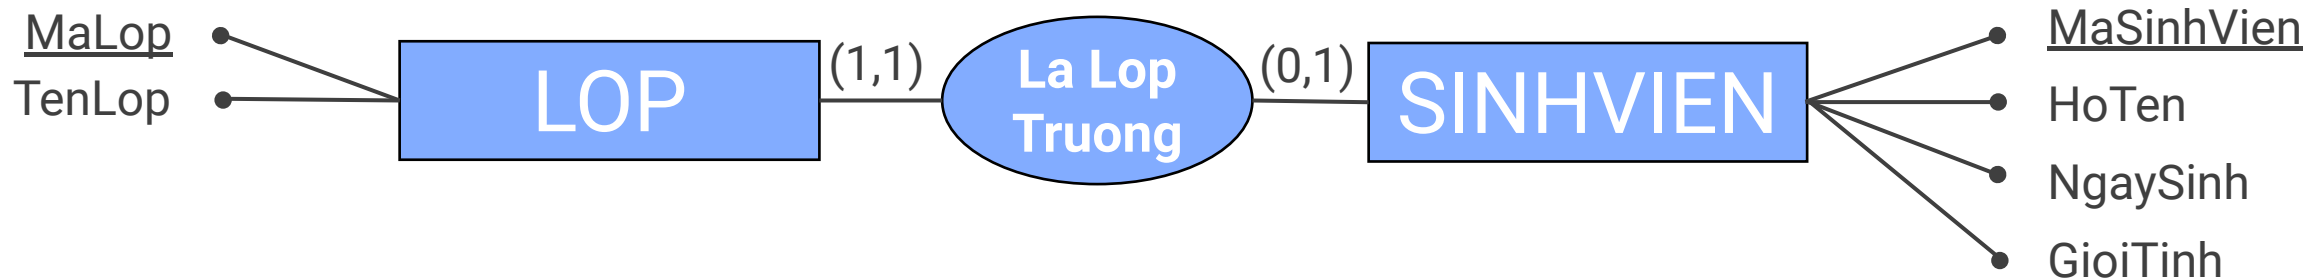 MaLop
TenLop
LOP
(1,1)
La Lop
Truong
(0,1)
SINHVIEN
MaSinhVien
HoTen
NgaySinh
GioiTinh